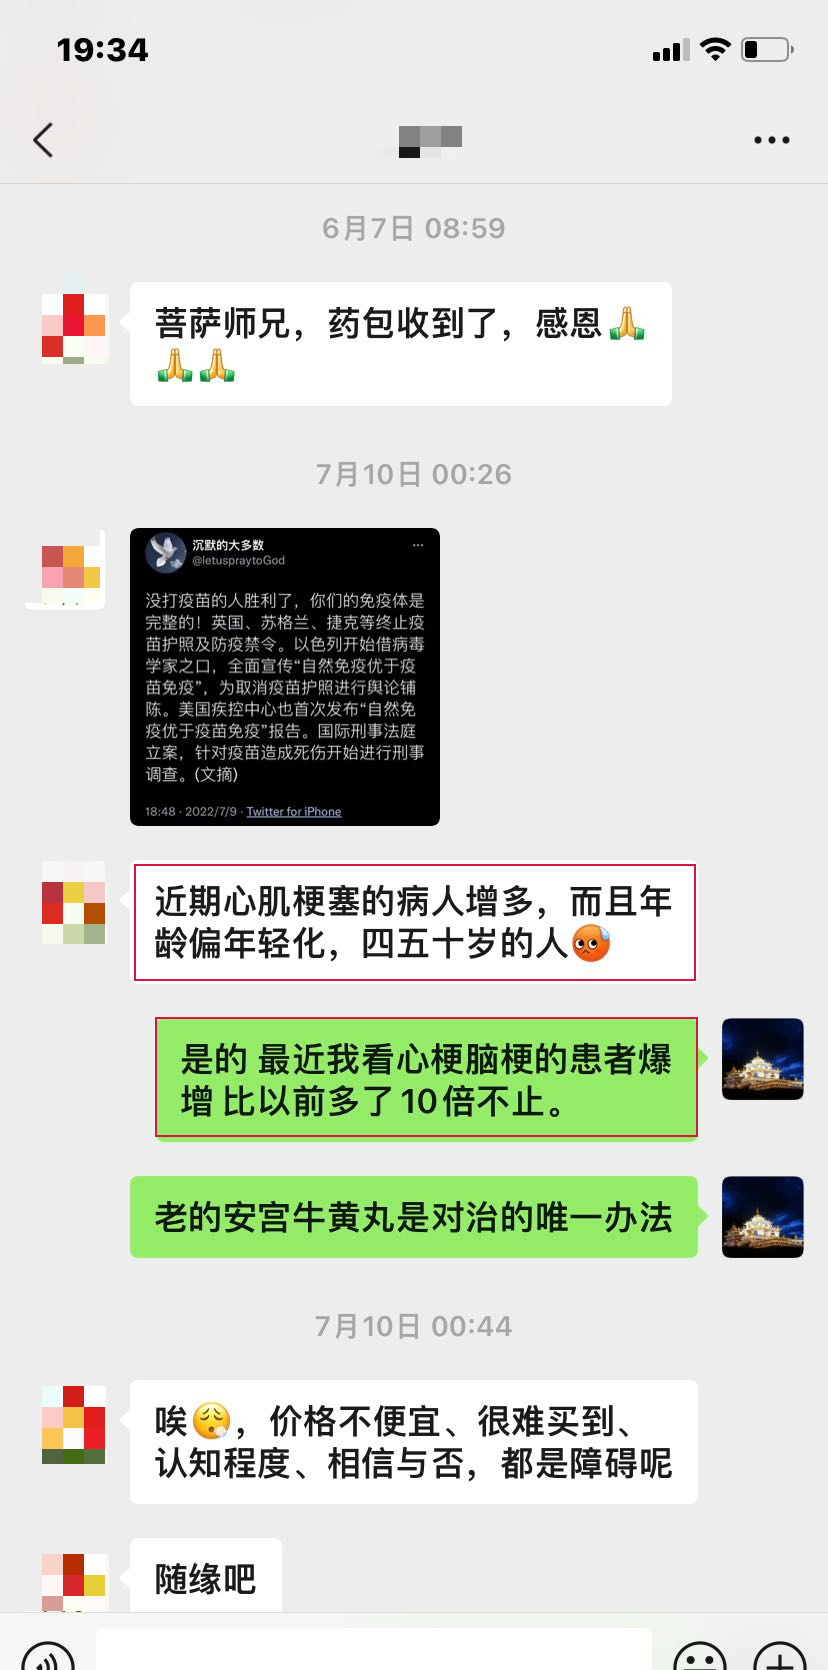 19:34
6月7日 08:59
菩萨师兄，药包收到了，感恩🙏
🙏🙏
7月10日 00:26
沉默的大多数
@letuspraytoGod
没打疫苗的人胜利了，你们的免疫体是
完整的！英国、苏格兰、捷克等终止疫
苗护照及防疫禁令。以色列开始借病毒
学家之口，全面宣传“自然免疫优于疫
苗免疫”，为取消疫苗护照进行舆论铺
陈。美国疾控中心也首次发布“自然免
疫优于疫苗免疫”报告。国际刑事法庭
立案，针对疫苗造成死伤开始进行刑事
调查。(文摘)
18:48 · 2022/7/9 · Twitter for iPhone
近期心肌梗塞的病人增多，而且年
龄偏年轻化，四五十岁的人🥵
是的 最近我看心梗脑梗的患者爆
增 比以前多了10倍不止。
老的安宫牛黄丸是对治的唯一办法
7月10日 00:44
唉😮‍💨，价格不便宜、很难买到、
认知程度、相信与否，都是障碍呢
随缘吧